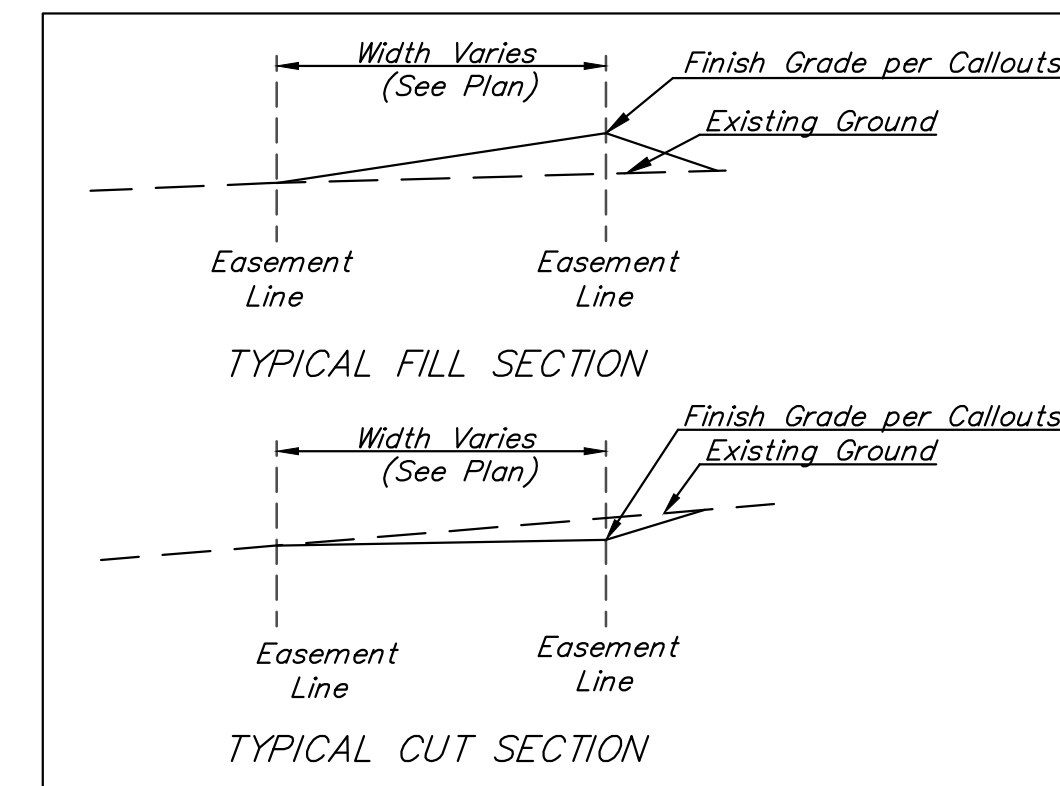 Width Varies
(See Plan)
Finish Grade per Callouts
Existing Ground
Easement
Line
Easement
Line
TYPICAL FILL SECTION
Width Varies
(See Plan)
Finish Grade per Callouts
Existing Ground
Easement
Line
Easement
Line
TYPICAL CUT SECTION